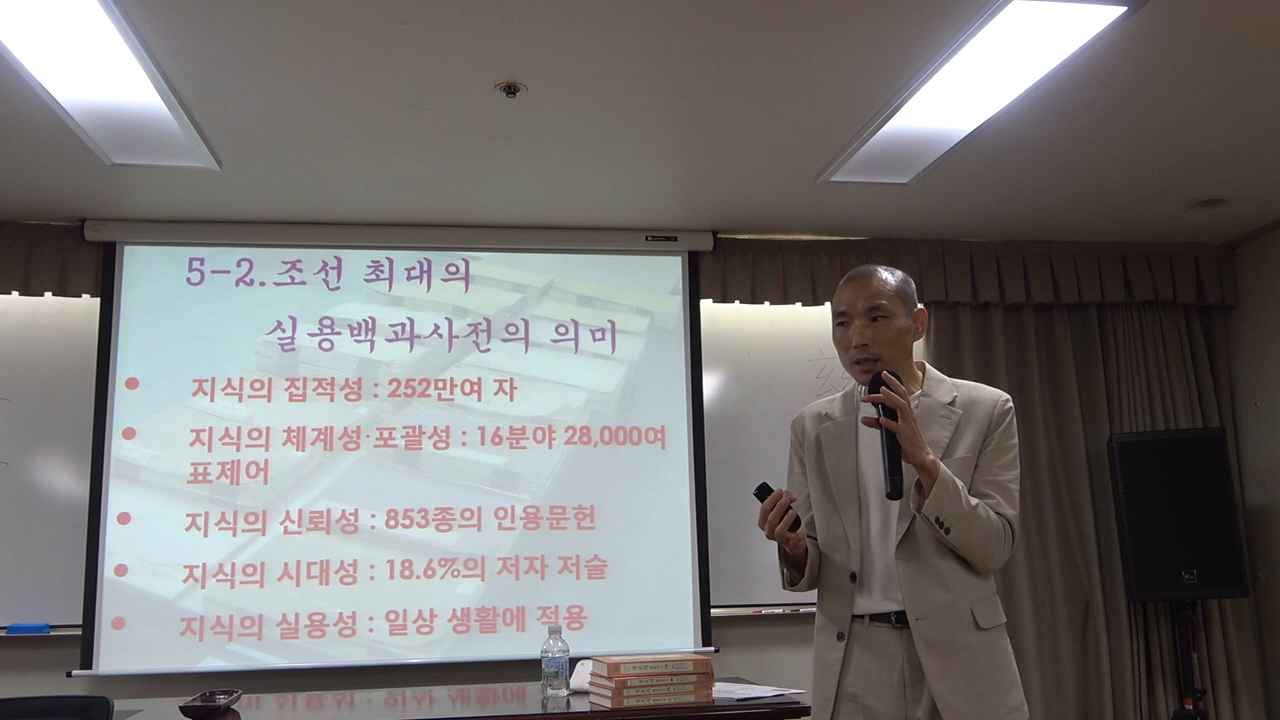 5-2.조선 최대의
실용백과사전의 의미
지식의 집적성 : 252만여 자
지식의 체계성·포괄성 : 16분야 28,000여
표제어
지식의 신뢰성 : 853종의 인용문헌
지식의 시대성 : 18.6%의 저자 저술
지식의 실용성 : 일상 생활에 적용